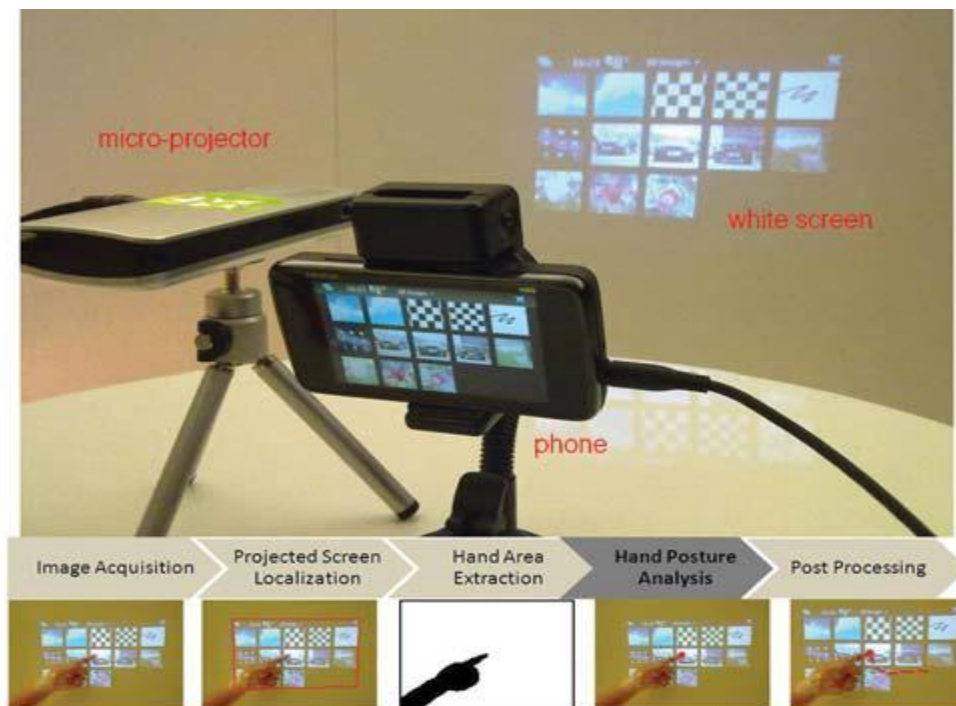 micro-projector
white screen
phone
Image Acquisition
Projected Screen
Localization
Hand Area
Extraction
Hand Posture
Analysis
Post Processing